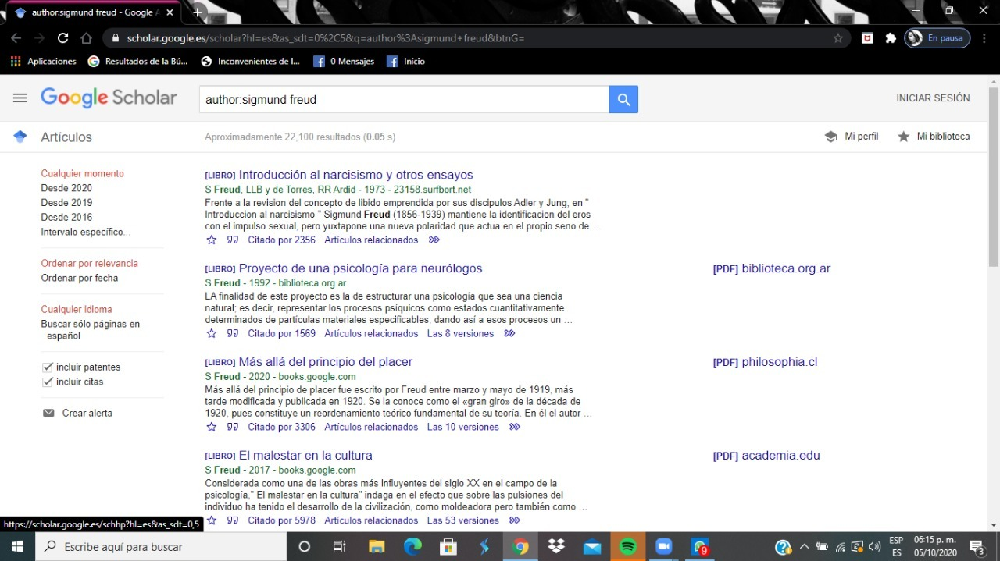 author:sigmund freud - Google A
scholar.google.es/scholar?hl=es&as_sdt=0%2C5&q=author%3Asigmund+freud&btnG=
En pausa
Aplicaciones
Resultados de la Bú...
Inconvenientes de l...
0 Mensajes
Inicio
Google Scholar
author:sigmund freud
INICIAR SESIÓN
Artículos
Aproximadamente 22,100 resultados (0.05 s)
Mi perfil
Mi biblioteca
Cualquier momento
Desde 2020
Desde 2019
Desde 2016
Intervalo específico...
Ordenar por relevancia
Ordenar por fecha
Cualquier idioma
Buscar sólo páginas en
español
incluir patentes
incluir citas
Crear alerta
[LIBRO] Introducción al narcisismo y otros ensayos
S Freud, LLB y de Torres, RR Ardid - 1973 - 23158.surfbort.net
Frente a la revision del concepto de libido emprendida por sus discipulos Adler y Jung, en "
Introduccion al narcisismo " Sigmund Freud (1856-1939) mantiene la identificacion del eros
con el impulso sexual, pero yuxtapone una nueva polaridad que actua en el propio seno de ...
Citado por 2356 Artículos relacionados
[LIBRO] Proyecto de una psicología para neurólogos
[PDF] biblioteca.org.ar
S Freud - 1992 - biblioteca.org.ar
LA finalidad de este proyecto es la de estructurar una psicología que sea una ciencia
natural; es decir, representar los procesos psíquicos como estados cuantitativamente
determinados de partículas materiales especificables, dando así a esos procesos un ...
Citado por 1569 Artículos relacionados Las 8 versiones
[LIBRO] Más allá del principio del placer
[PDF] philosophia.cl
S Freud - 2020 - books.google.com
Más allá del principio de placer fue escrito por Freud entre marzo y mayo de 1919, más
tarde modificada y publicada en 1920. Se la conoce como el «gran giro» de la década de
1920, pues constituye un reordenamiento teórico fundamental de su teoría. En él el autor ...
Citado por 3306 Artículos relacionados Las 10 versiones
[LIBRO] El malestar en la cultura
[PDF] academia.edu
S Freud - 2017 - books.google.com
Considerada como una de las obras más influyentes del siglo XX en el campo de la
psicología," El malestar en la cultura" indaga en el efecto que sobre las pulsiones del
individuo ha tenido el desarrollo de la civilización, como moldeadora pero también como ...
Citado por 5978 Artículos relacionados Las 53 versiones
https://scholar.google.es/schhp?hl=es&as_sdt=0,5
Escribe aquí para buscar
9
ESP
ES
06:15 p. m.
05/10/2020
3